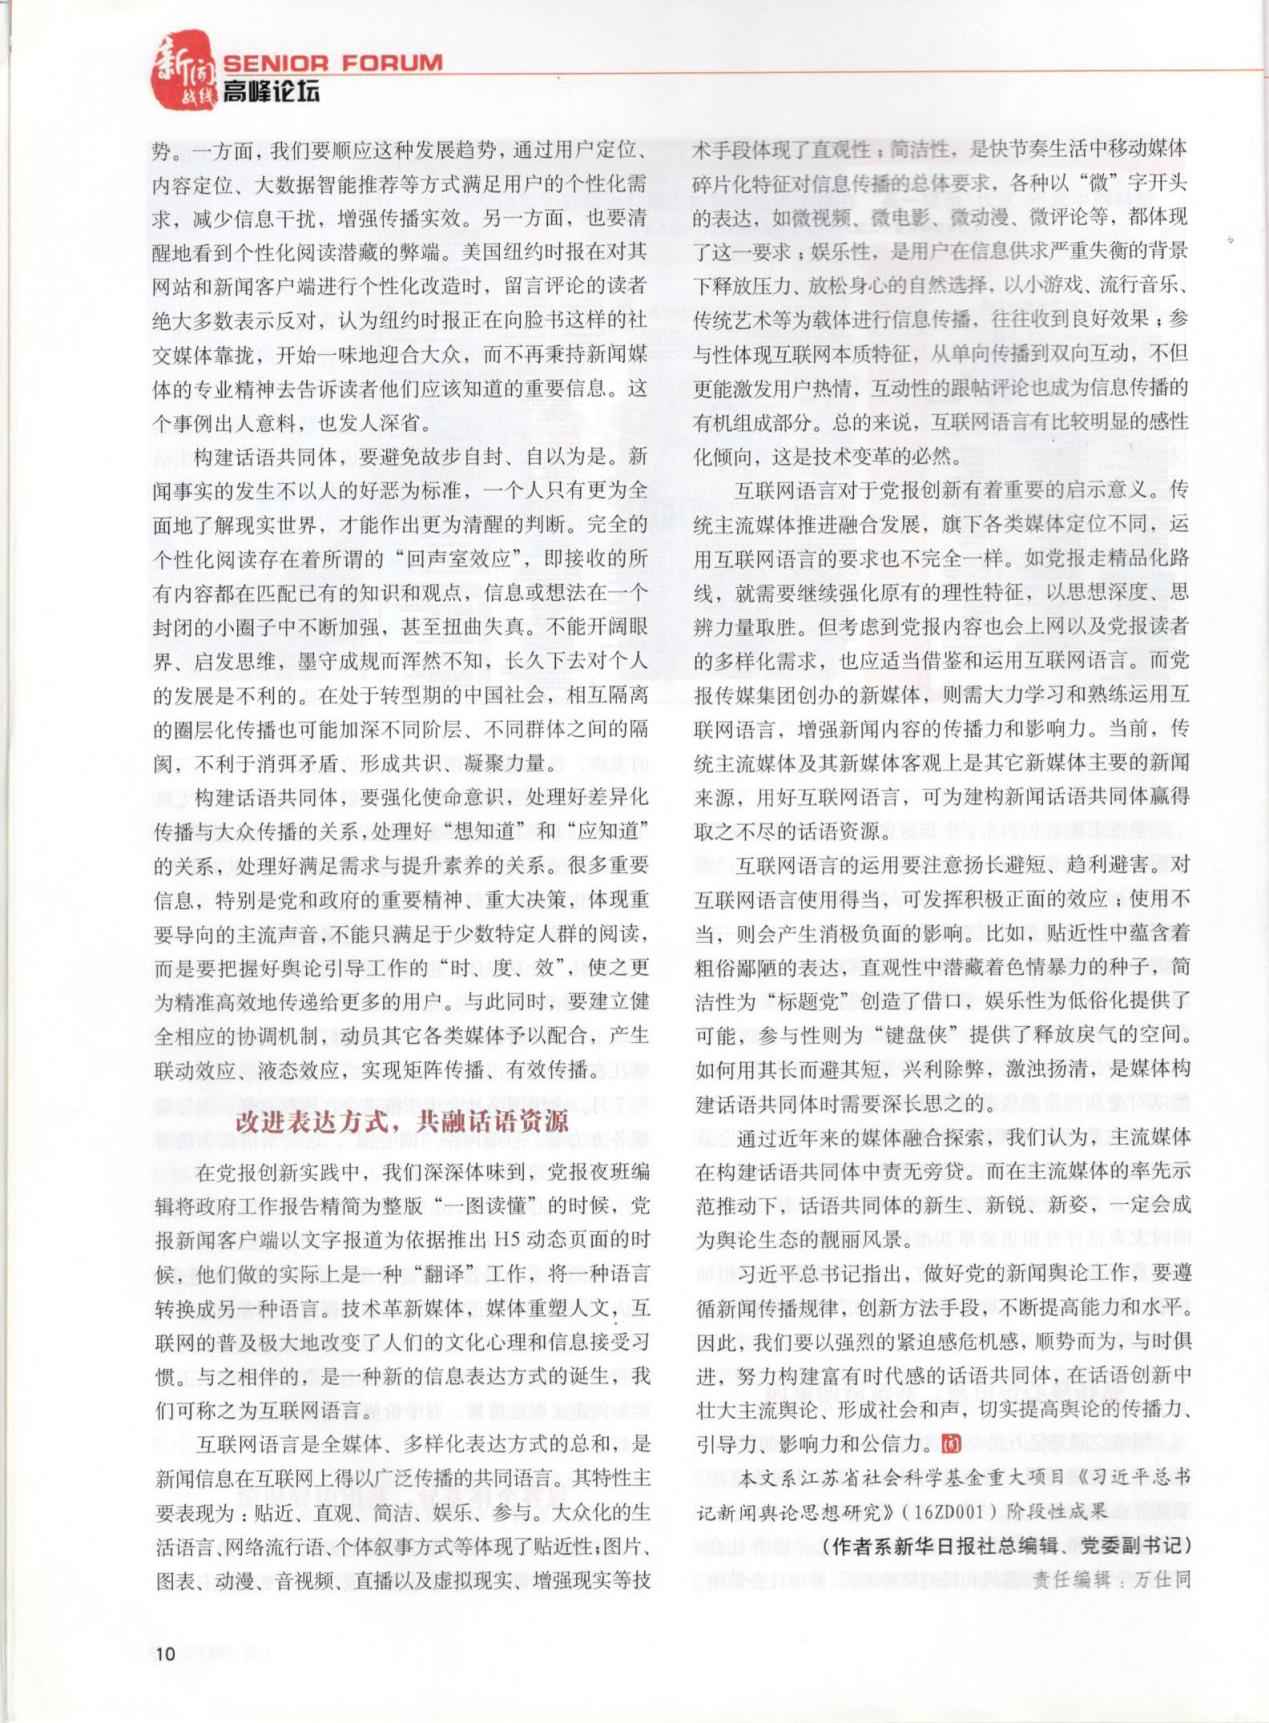 新闻
战线
SENIOR FORUM
高峰论坛
势。一方面，我们要顺应这种发展趋势，通过用户定位、
内容定位、大数据智能推荐等方式满足用户的个性化需
求，减少信息干扰，增强传播实效。另一方面，也要清
醒地看到个性化阅读潜藏的弊端。美国纽约时报在对其
网站和新闻客户端进行个性化改造时，留言评论的读者
绝大多数表示反对，认为纽约时报正在向脸书这样的社
交媒体靠拢，开始一味地迎合大众，而不再秉持新闻媒
体的专业精神去告诉读者他们应该知道的重要信息。这
个事例出人意料，也发人深省。
构建话语共同体，要避免故步自封、自以为是。新
闻事实的发生不以人的好恶为标准，一个人只有更为全
面地了解现实世界，才能作出更为清醒的判断。完全的
个性化阅读存在着所谓的“回声室效应”，即接收的所
有内容都在匹配已有的知识和观点，信息或想法在一个
封闭的小圈子中不断加强，甚至扭曲失真。不能开阔眼
界、启发思维，墨守成规而浑然不知，长久下去对个人
的发展是不利的。在处于转型期的中国社会，相互隔离
的圈层化传播也可能加深不同阶层、不同群体之间的隔
阂，不利于消弭矛盾、形成共识、凝聚力量。
构建话语共同体，要强化使命意识，处理好差异化
传播与大众传播的关系，处理好“想知道”和“应知道”
的关系，处理好满足需求与提升素养的关系。很多重要
信息，特别是党和政府的重要精神、重大决策，体现重
要导向的主流声音，不能只满足于少数特定人群的阅读，
而是要把握好舆论引导工作的“时、度、效”，使之更
为精准高效地传递给更多的用户。与此同时，要建立健
全相应的协调机制，动员其它各类媒体予以配合，产生
联动效应、液态效应，实现矩阵传播、有效传播。
改进表达方式，共融话语资源
在党报创新实践中，我们深深体味到，党报夜班编
辑将政府工作报告精简为整版“一图读懂”的时候，党
报新闻客户端以文字报道为依据推出 H5 动态页面的时
候，他们做的实际上是一种“翻译”工作，将一种语言
转换成另一种语言。技术革新媒体，媒体重塑人文，互
联网的普及极大地改变了人们的文化心理和信息接受习
惯。与之相伴的，是一种新的信息表达方式的诞生，我
们可称之为互联网语言。
互联网语言是全媒体、多样化表达方式的总和，是
新闻信息在互联网上得以广泛传播的共同语言。其特性主
要表现为：贴近、直观、简洁、娱乐、参与。大众化的生
活语言、网络流行语、个体叙事方式等体现了贴近性；图片、
图表、动漫、音视频、直播以及虚拟现实、增强现实等技
术手段体现了直观性；简洁性，是快节奏生活中移动媒体
碎片化特征对信息传播的总体要求，各种以“微”字开头
的表达，如微视频、微电影、微动漫、微评论等，都体现
了这一要求；娱乐性，是用户在信息供求严重失衡的背景
下释放压力、放松身心的自然选择，以小游戏、流行音乐、
传统艺术等为载体进行信息传播，往往收到良好效果；参
与性体现互联网本质特征，从单向传播到双向互动，不但
更能激发用户热情，互动性的跟帖评论也成为信息传播的
有机组成部分。总的来说，互联网语言有比较明显的感性
化倾向，这是技术变革的必然。
互联网语言对于党报创新有着重要的启示意义。传
统主流媒体推进融合发展，旗下各类媒体定位不同，运
用互联网语言的要求也不完全一样。如党报走精品化路
线，就需要继续强化原有的理性特征，以思想深度、思
辨力量取胜。但考虑到党报内容也会上网以及党报读者
的多样化需求，也应适当借鉴和运用互联网语言。而党
报传媒集团创办的新媒体，则需大力学习和熟练运用互
联网语言，增强新闻内容的传播力和影响力。当前，传
统主流媒体及其新媒体客观上是其它新媒体主要的新闻
来源，用好互联网语言，可为建构新闻话语共同体赢得
取之不尽的话语资源。
互联网语言的运用要注意扬长避短、趋利避害。对
互联网语言使用得当，可发挥积极正面的效应；使用不
当，则会产生消极负面的影响。比如，贴近性中蕴含着
粗俗鄙陋的表达，直观性中潜藏着色情暴力的种子，简
洁性为“标题党”创造了借口，娱乐性为低俗化提供了
可能，参与性则为“键盘侠”提供了释放戾气的空间。
如何用其长而避其短，兴利除弊，激浊扬清，是媒体构
建话语共同体时需要深长思之的。
通过近年来的媒体融合探索，我们认为，主流媒体
在构建话语共同体中责无旁贷。而在主流媒体的率先示
范推动下，话语共同体的新生、新锐、新姿，一定会成
为舆论生态的靓丽风景。
习近平总书记指出，做好党的新闻舆论工作，要遵
循新闻传播规律，创新方法手段，不断提高能力和水平。
因此，我们要以强烈的紧迫感危机感，顺势而为，与时俱
进，努力构建富有时代感的话语共同体，在话语创新中
壮大主流舆论、形成社会和声，切实提高舆论的传播力、
引导力、影响力和公信力。闻
本文系江苏省社会科学基金重大项目《习近平总书
记新闻舆论思想研究》（16ZD001）阶段性成果
（作者系新华日报社总编辑、党委副书记）
责任编辑：万仕同
10